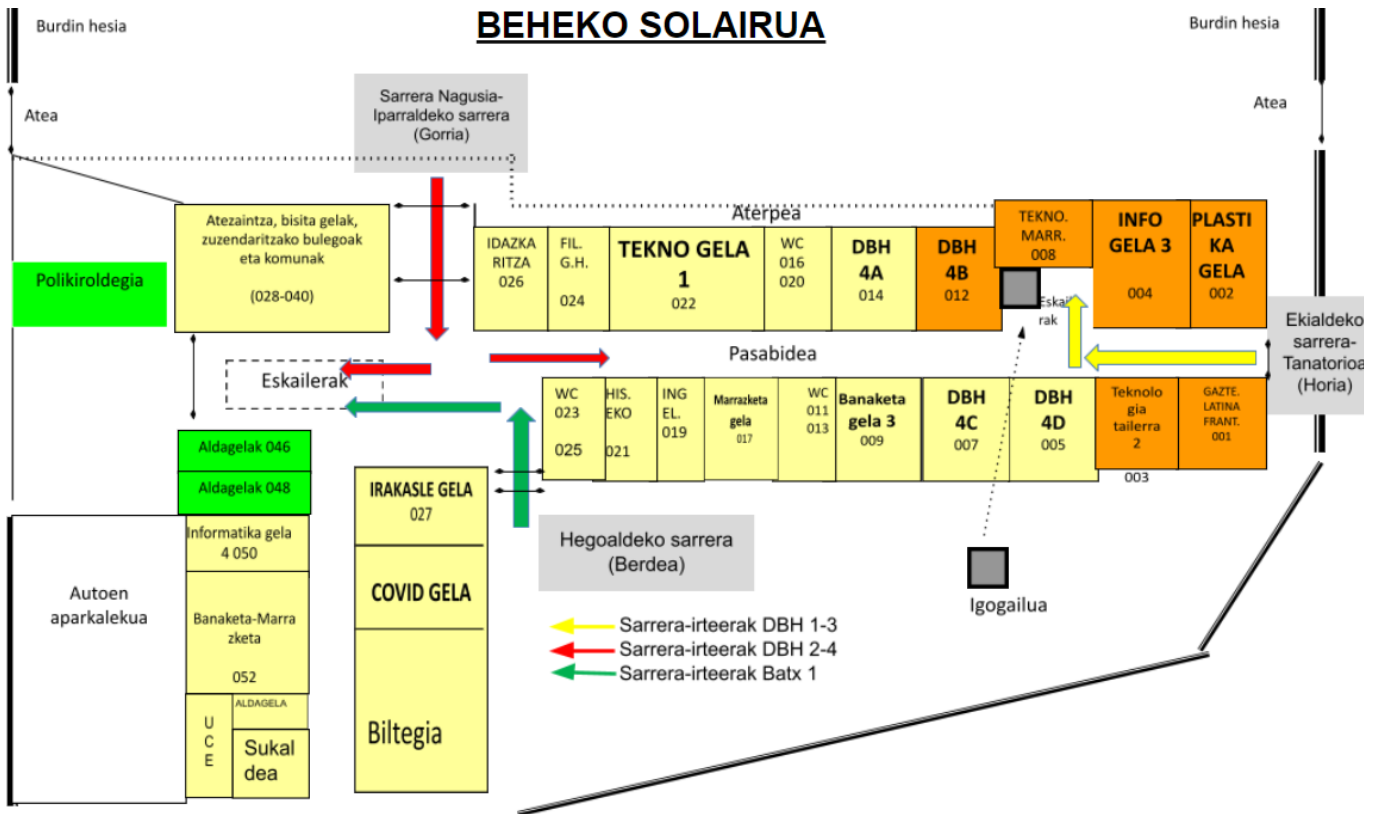 BEHEKO SOLAIRUA
Burdin hesia
Burdin hesia
Atea
Atea
Sarrera Nagusia-
Iparraldeko sarrera
(Gorria)
Polikiroldegia
Atezaintza, bisita gelak,
zuzendaritzako bulegoak
eta komunak
(028-040)
Aterpea
IDAZKA
RITZA
026
FIL.
G.H.
024
TEKNO GELA
1
022
WC
016
020
DBH
4A
014
DBH
4B
012
TEKNO.
MARR.
008
Eskaile
rak
INFO
GELA 3
004
PLASTI
KA
GELA
002
Ekialdeko
sarrera-
Tanatorioa
(Horia)
Pasabidea
Eskailerak
WC
023
025
HIS.
EKO
021
ING
EL.
019
Marrazketa
gela
017
WC
011
013
Banaketa
gela 3
009
DBH
4C
007
DBH
4D
005
Teknolo
gia
tailerra
2
003
GAZTE.
LATINA
FRANT.
001
Aldagelak 046
Aldagelak 048
Informatika gela
4 050
Banaketa-Marra
zketa
052
U
C
E
ALDAGELA
Sukal
dea
Autoen
aparkalekua
IRAKASLE GELA
027
COVID GELA
Biltegia
Hegoaldeko sarrera
(Berdea)
Igogailua
Sarrera-irteerak DBH 1-3
Sarrera-irteerak DBH 2-4
Sarrera-irteerak Batx 1